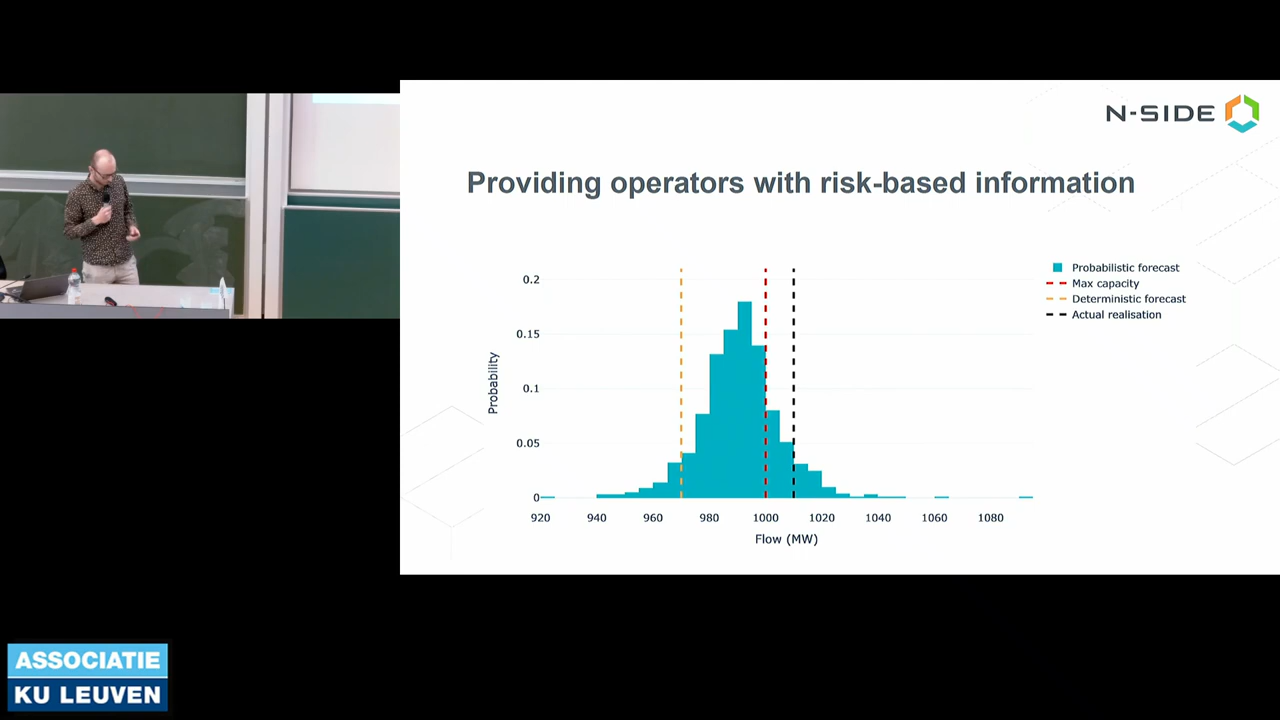 N-SIDE
Providing operators with risk-based information
Probabilistic forecast
Max capacity
Deterministic forecast
Actual realisation
0.2
0.15
0.1
0.05
0
Probability
920 940 960 980 1000 1020 1040 1060 1080
Flow (MW)
ASSOCIATIE
KU LEUVEN